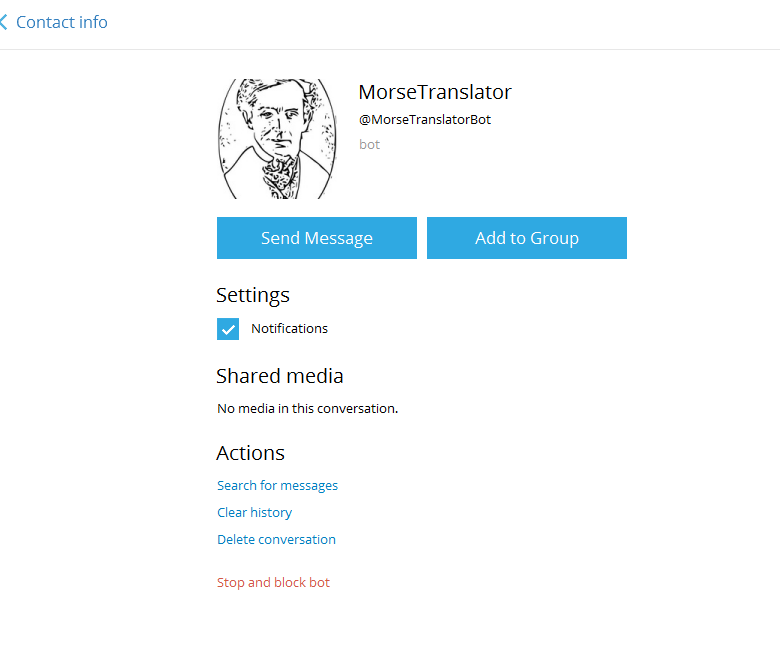 Contact info
MorseTranslator
@MorseTranslatorBot
bot
Send Message
Add to Group
Settings
Notifications
Shared media
No media in this conversation.
Actions
Search for messages
Clear history
Delete conversation
Stop and block bot